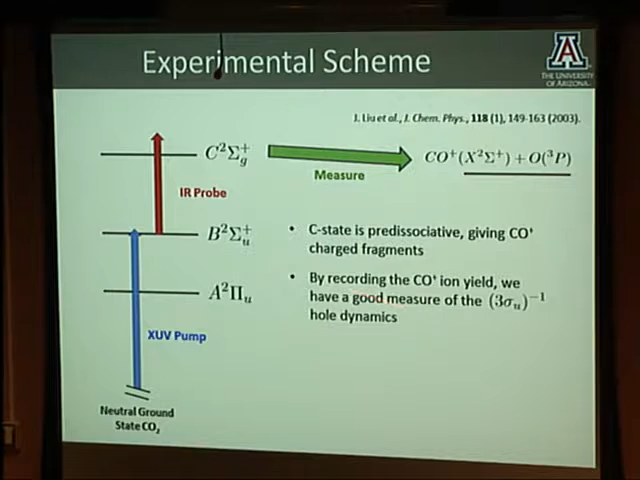 Experimental Scheme
A
THE UNIVERSITY
OF ARIZONA.
J. Liu et al., J. Chem. Phys., 118 (1), 149-163 (2003).
C²Σg⁺
Measure
CO⁺(X²Σ⁺) + O(³P)
IR Probe
B²Σu⁺
• C-state is predissociative, giving CO⁺
charged fragments
A²Πu
• By recording the CO⁺ ion yield, we
have a good measure of the (3σu)⁻¹
hole dynamics
XUV Pump
Neutral Ground
State CO₂